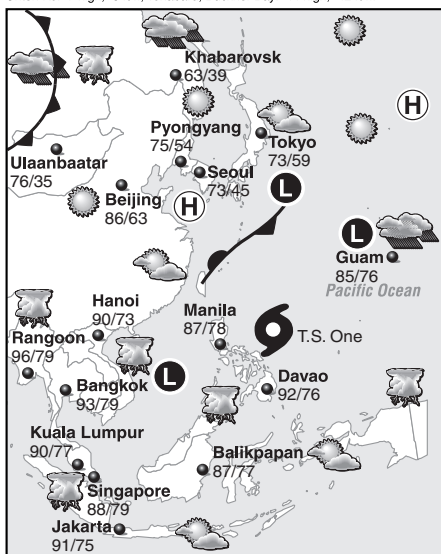 Khabarovsk
63/39
H
Pyongyang
75/54
Tokyo
73/59
Ulaanbaatar
76/35
Seoul
73/45
L
Beijing
86/63
H
L
Guam
85/76
Pacific Ocean
Hanoi
90/73
Manila
87/78
Rangoon
96/79
T.S. One
L
Bangkok
93/79
Davao
92/76
Kuala Lumpur
90/77
Balikpapan
87/77
Singapore
88/79
Jakarta
91/75